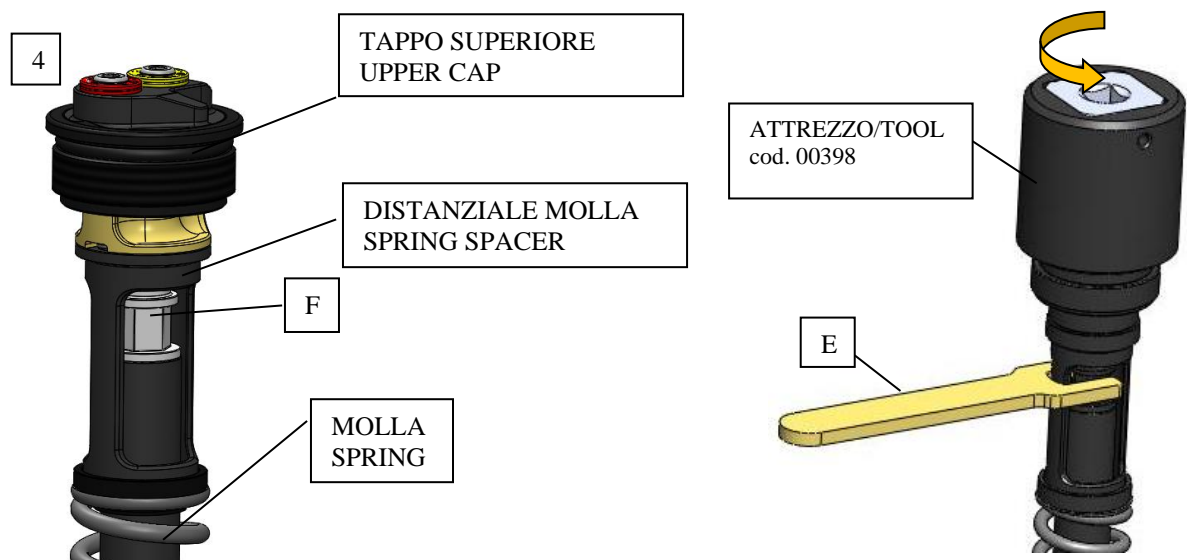 4
TAPPO SUPERIORE
UPPER CAP
DISTANZIALE MOLLA
SPRING SPACER
F
MOLLA
SPRING
ATTREZZO/TOOL
cod. 00398
E